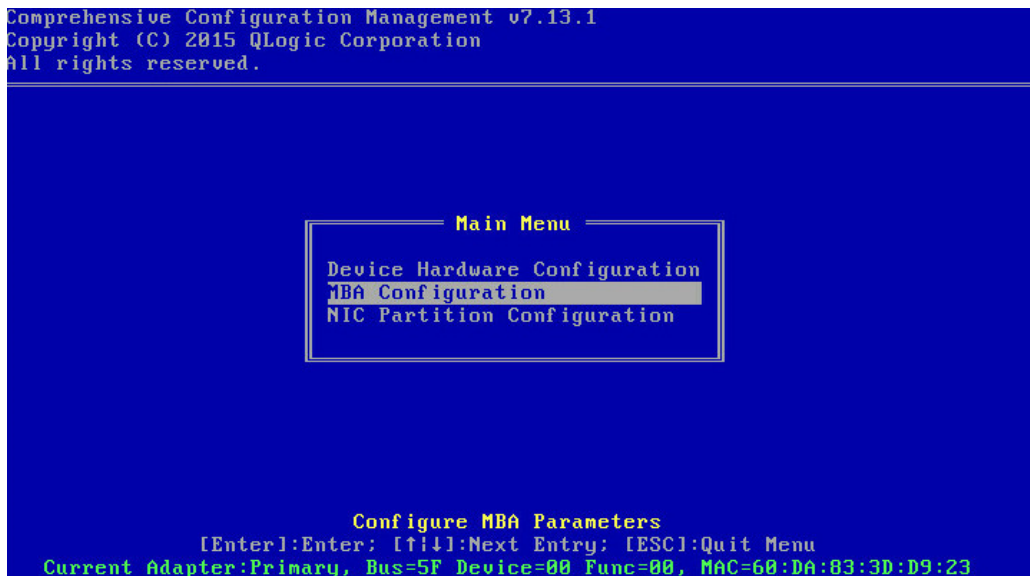 Comprehensive Configuration Management v7.13.1
Copyright (C) 2015 QLogic Corporation
All rights reserved.
Main Menu
Device Hardware Configuration
MBA Configuration
NIC Partition Configuration
Configure MBA Parameters
[Enter]:Enter; [↑¦↓]:Next Entry; [ESC]:Quit Menu
Current Adapter:Primary, Bus=5F Device=00 Func=00, MAC=60:DA:83:3D:D9:23